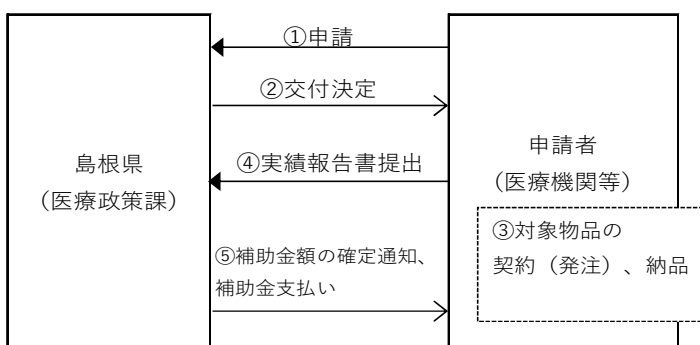 ①申請
②交付決定
島根県
（医療政策課）
④実績報告書提出
申請者
（医療機関等）
③対象物品の
契約（発注）、納品
⑤補助金額の確定通知、
補助金支払い